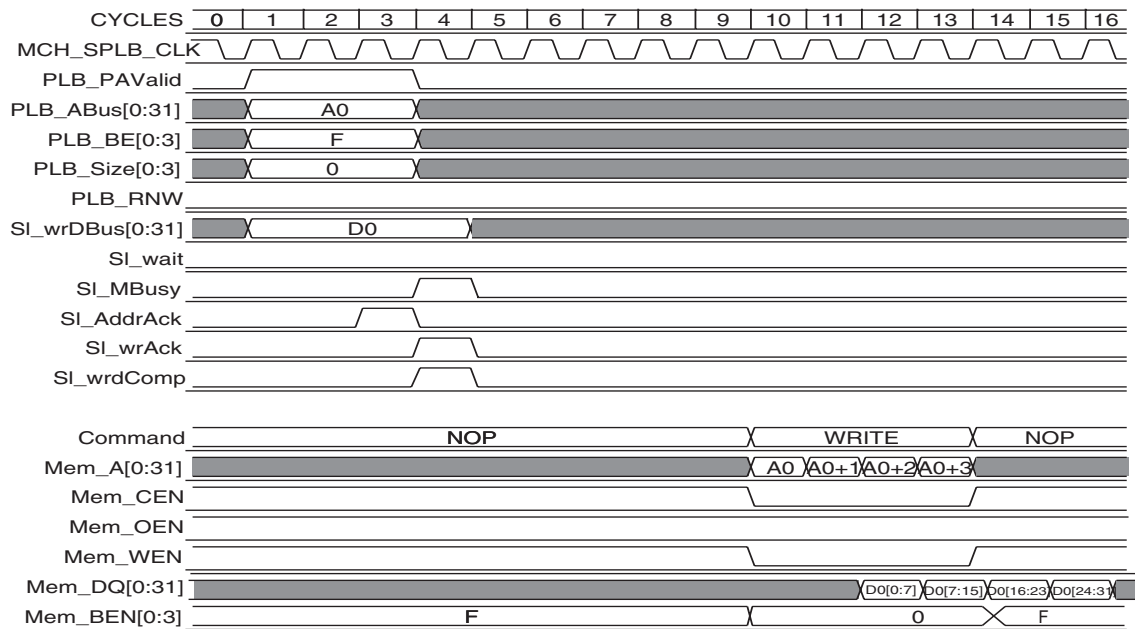 CYCLES 0 1 2 3 4 5 6 7 8 9 10 11 12 13 14 15 16
MCH_SPLB_CLK
PLB_PAValid
PLB_ABus[0:31] A0
PLB_BE[0:3] F
PLB_Size[0:3] 0
PLB_RNW
Sl_wrDBus[0:31] D0
Sl_wait
Sl_MBusy
Sl_AddrAck
Sl_wrAck
Sl_wrdComp
Command NOP WRITE NOP
Mem_A[0:31] A0 A0+1 A0+2 A0+3
Mem_CEN
Mem_OEN
Mem_WEN
Mem_DQ[0:31] D0[0:7] D0[7:15] D0[16:23] D0[24:31
Mem_BEN[0:3] F 0 F